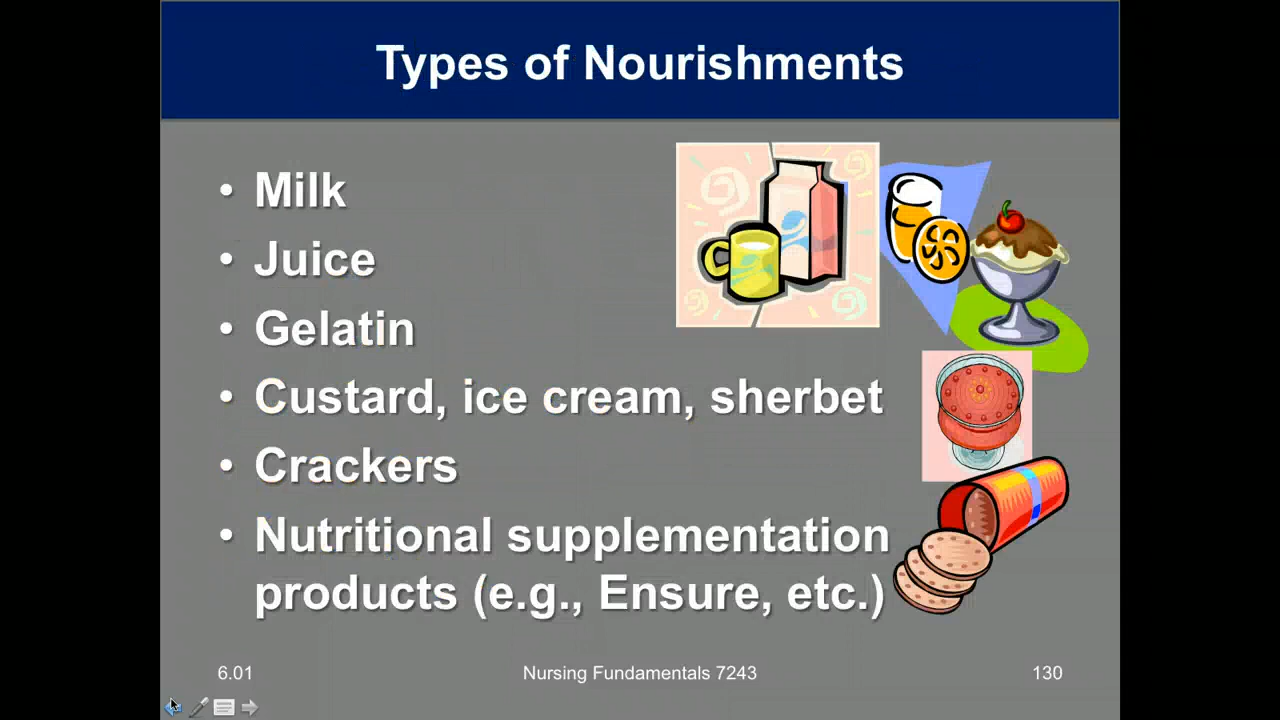 Types of Nourishments
• Milk
• Juice
• Gelatin
• Custard, ice cream, sherbet
• Crackers
• Nutritional supplementation
products (e.g., Ensure, etc.)
6.01 Nursing Fundamentals 7243 130